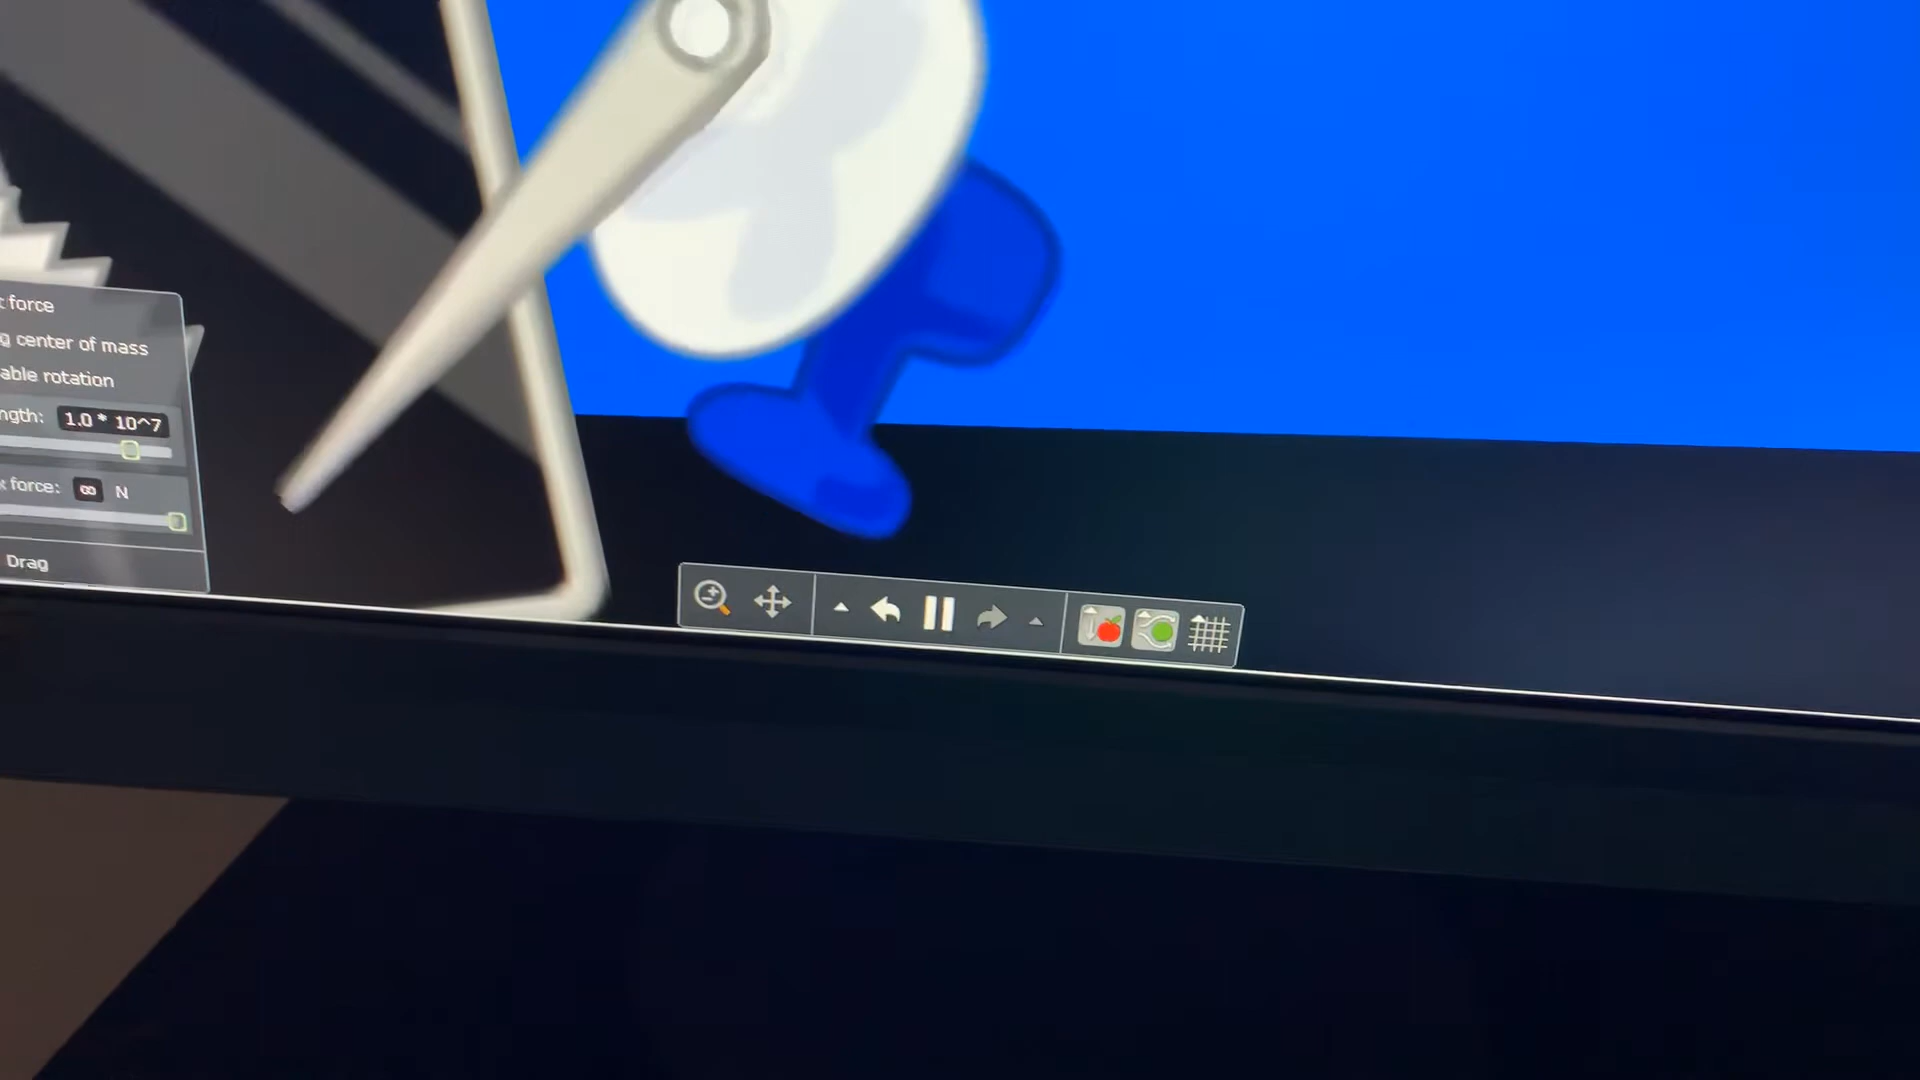 force
center of mass
able rotation
ngth: 1.0 * 10^7
force: ∞ N
Drag